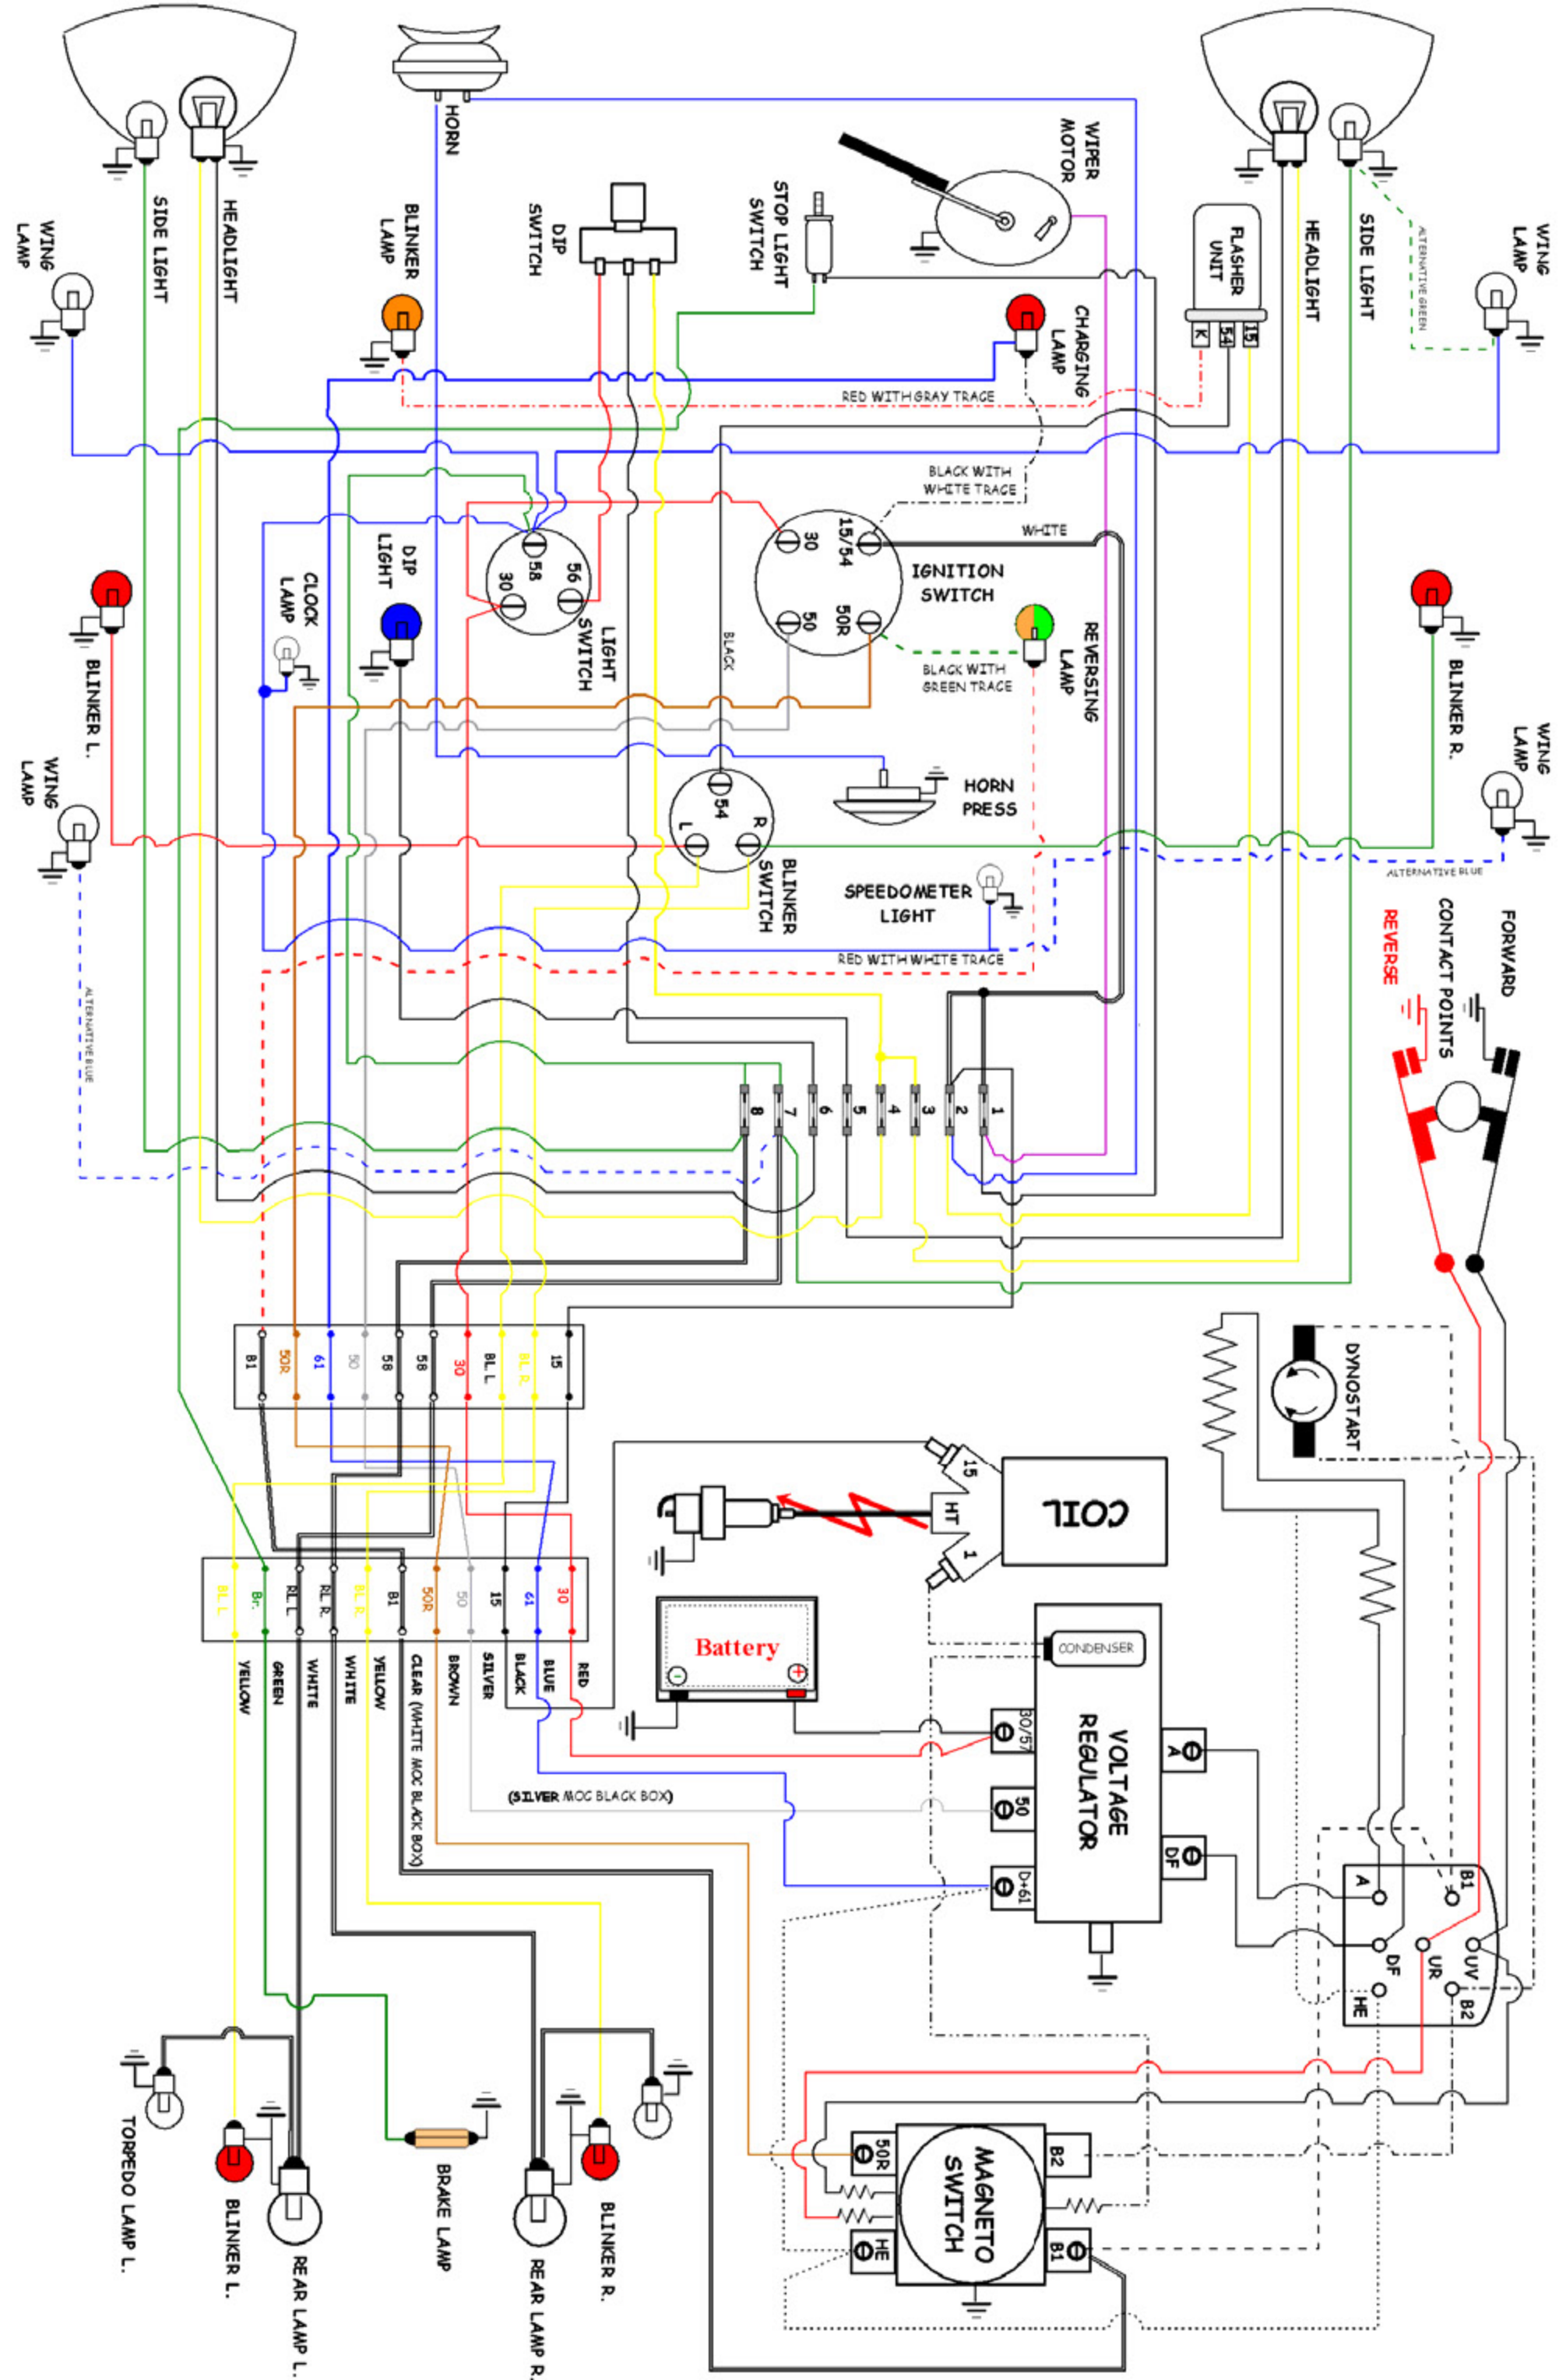 HORN
WIPER
MOTOR
SIDE LIGHT
HEADLIGHT
WING
LAMP
BLINKER
LAMP
DIP
SWITCH
STOP LIGHT
SWITCH
CHARGING
LAMP
FLASHER
UNIT
K
54
15
HEADLIGHT
SIDE LIGHT
ALTERNATIVE GREEN
WING
LAMP
RED WITH GRAY TRACE
BLACK WITH
WHITE TRACE
WHITE
30
15/54
50
50R
IGNITION
SWITCH
58
56
30
LIGHT
SWITCH
DIP
LIGHT
CLOCK
LAMP
BLINKER L.
BLACK
BLACK WITH
GREEN TRACE
REVERSING
LAMP
BLINKER R.
WING
LAMP
WING
LAMP
HORN
PRESS
54
L
R
BLINKER
SWITCH
SPEEDOMETER
LIGHT
ALTERNATIVE BLUE
RED WITH WHITE TRACE
ALTERNATIVE BLUE
REVERSE
CONTACT POINTS
FORWARD
8
7
6
5
4
3
2
1
B1
50R
61
50
58
58
30
BL. L
BL. R.
15
DYNOSTART
COIL
15
HT
1
BL. L
Br.
RL L.
RL R.
BL R.
B1
50R
50
15
61
30
YELLOW
GREEN
WHITE
WHITE
YELLOW
CLEAR (WHITE MOC BLACK BOX)
BROWN
SILVER
BLACK
BLUE
RED
Battery
-
+
CONDENSER
VOLTAGE
REGULATOR
30/57
50
D+61
A
DF
(SILVER MOC BLACK BOX)
A
B1
DF
UR
UV
HE
B2
MAGNETO
SWITCH
50R
HE
B2
B1
TORPEDO LAMP L.
BLINKER L.
REAR LAMP L.
BRAKE LAMP
REAR LAMP R.
BLINKER R.